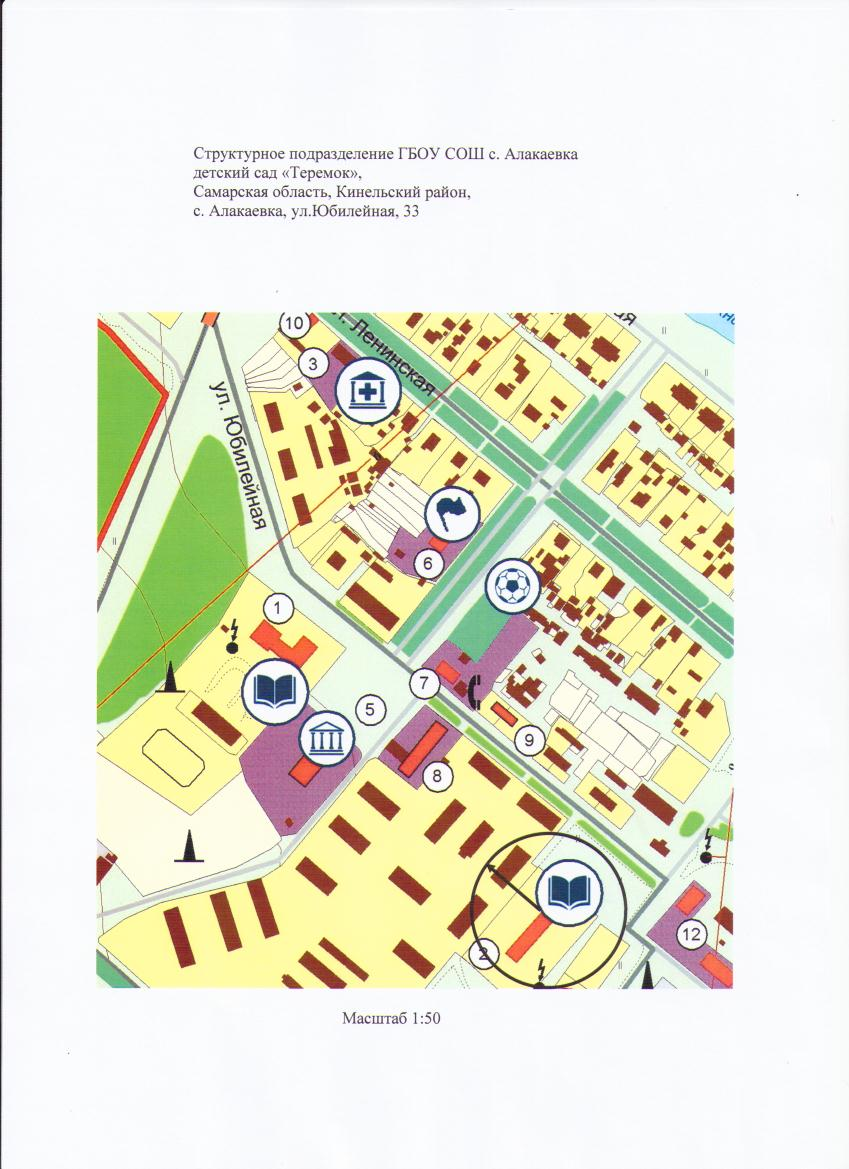 Структурное подразделение ГБОУ СОШ с. Алакаевка
детский сад «Теремок»,
Самарская область, Кинельский район,
с. Алакаевка, ул.Юбилейная, 33
10
Ленинская
3
ул. Юбилейная
6
1
7
5
9
8
2
12
Масштаб 1:50